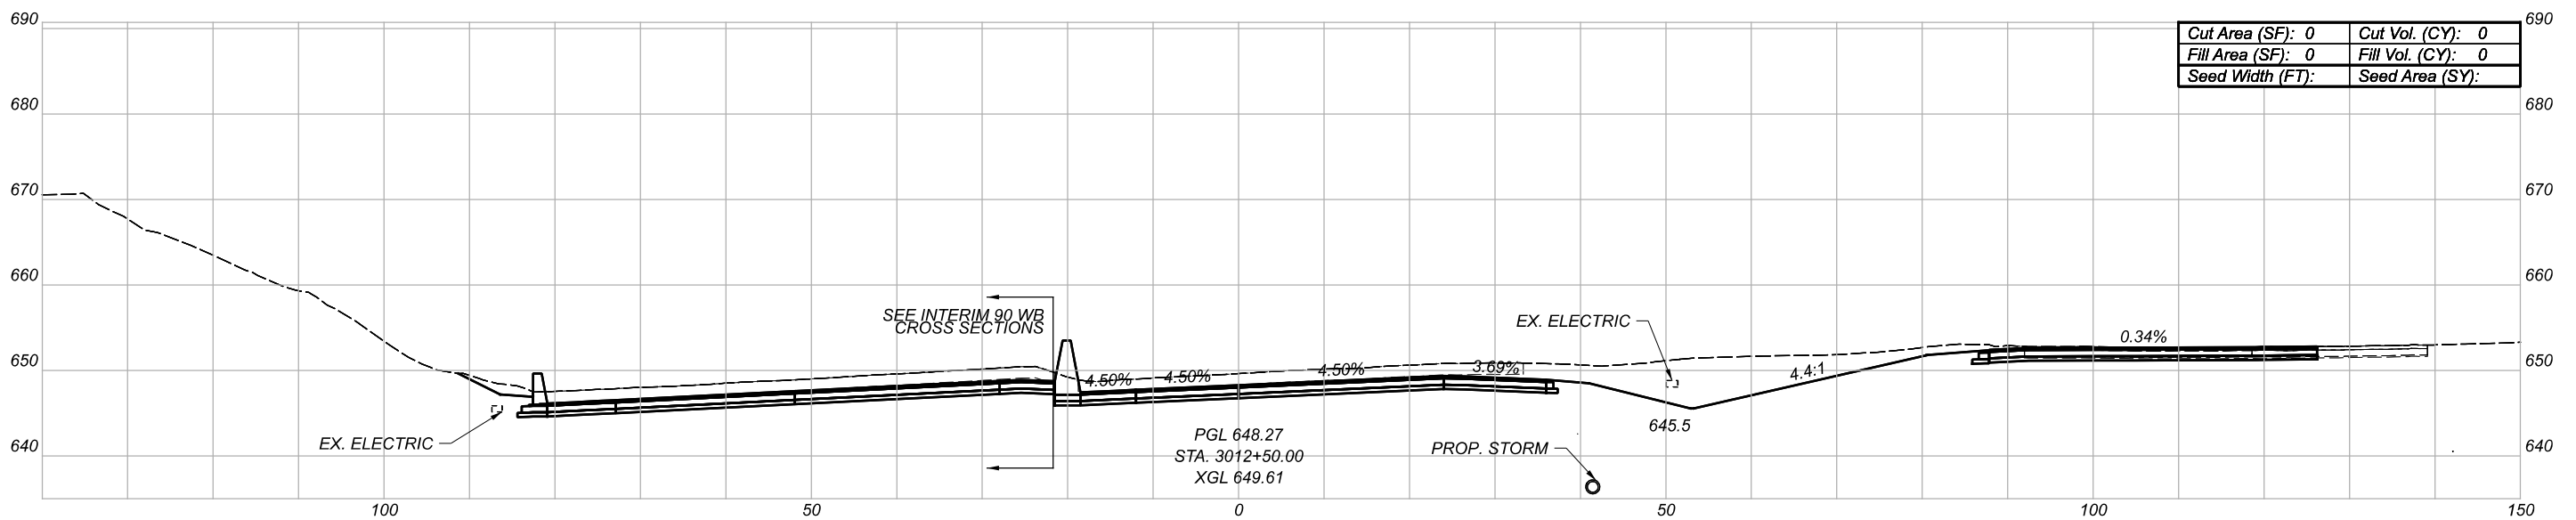 690
690
Cut Area (SF): 0
Cut Vol. (CY): 0
Fill Area (SF): 0
Fill Vol. (CY): 0
Seed Width (FT):
Seed Area (SY):
680
680
670
670
660
660
SEE INTERIM 90 WB
CROSS SECTIONS
EX. ELECTRIC
0.34%
650
650
4.50%
4.50%
4.50%
3.69%
4.4:1
645.5
EX. ELECTRIC
PGL 648.27
PROP. STORM
640
640
STA. 3012+50.00
XGL 649.61
100
50
0
50
100
150